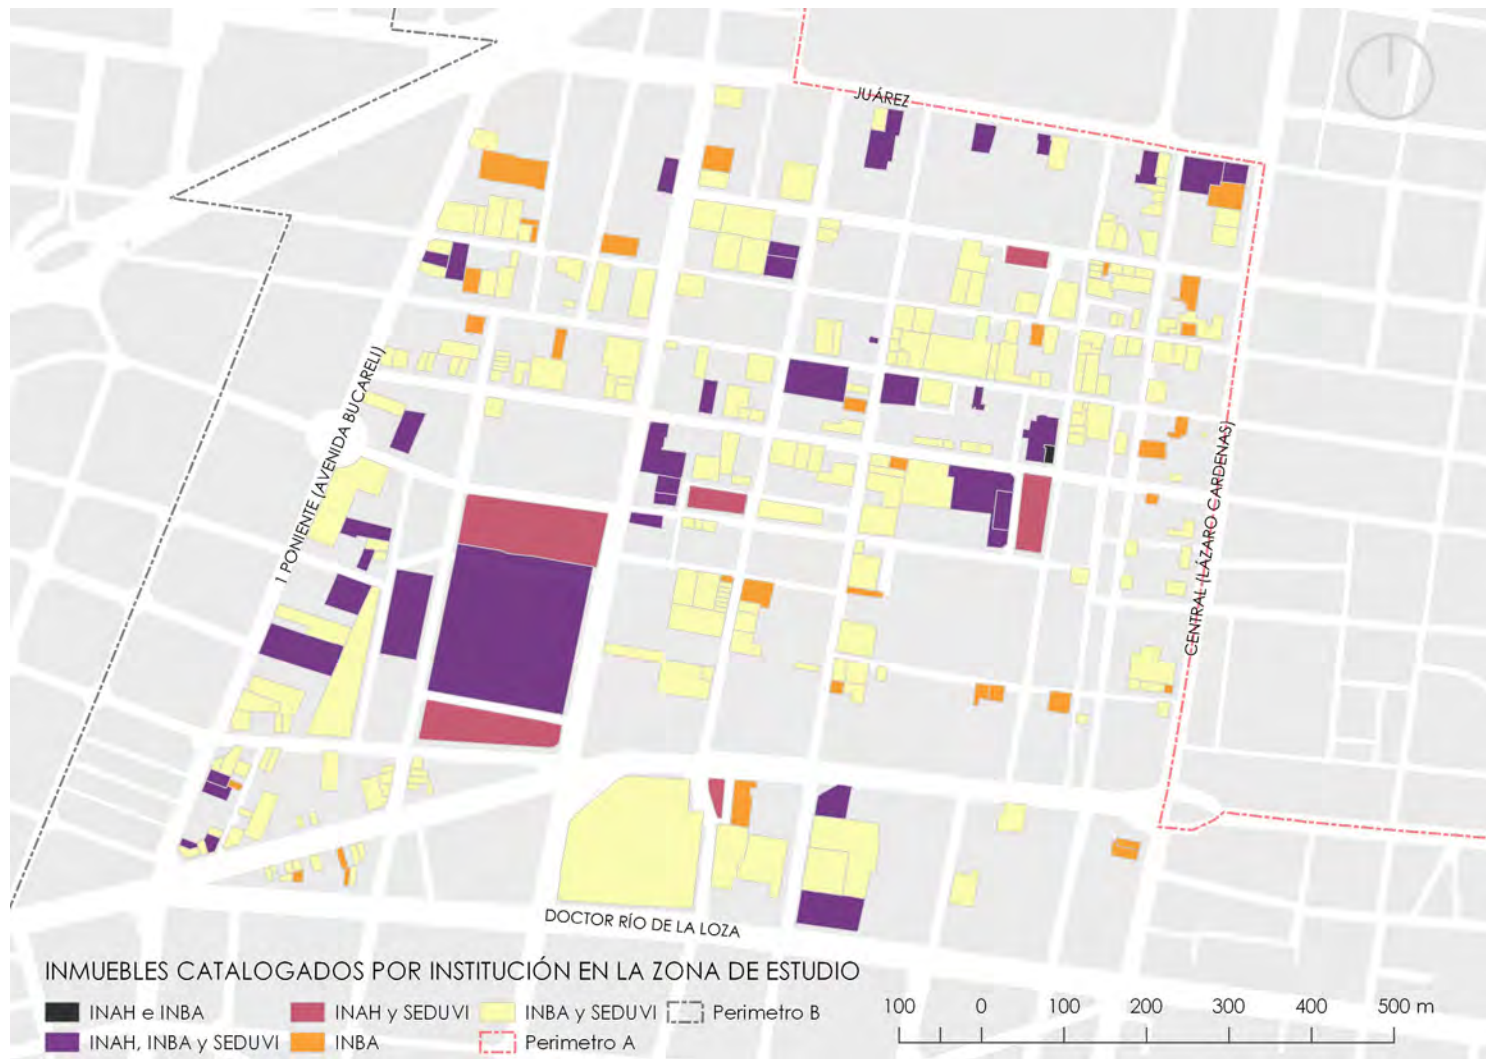 JUÁREZ
1 PONIENTE (AVENIDA BUCARELI)
CENTRAL (LÁZARO CARDENAS)
DOCTOR RÍO DE LA LOZA
INMUEBLES CATALOGADOS POR INSTITUCIÓN EN LA ZONA DE ESTUDIO
INAH e INBA
INAH y SEDUVI
INBA y SEDUVI
Perimetro B
INAH, INBA y SEDUVI
INBA
Perimetro A
100 0 100 200 300 400 500 m